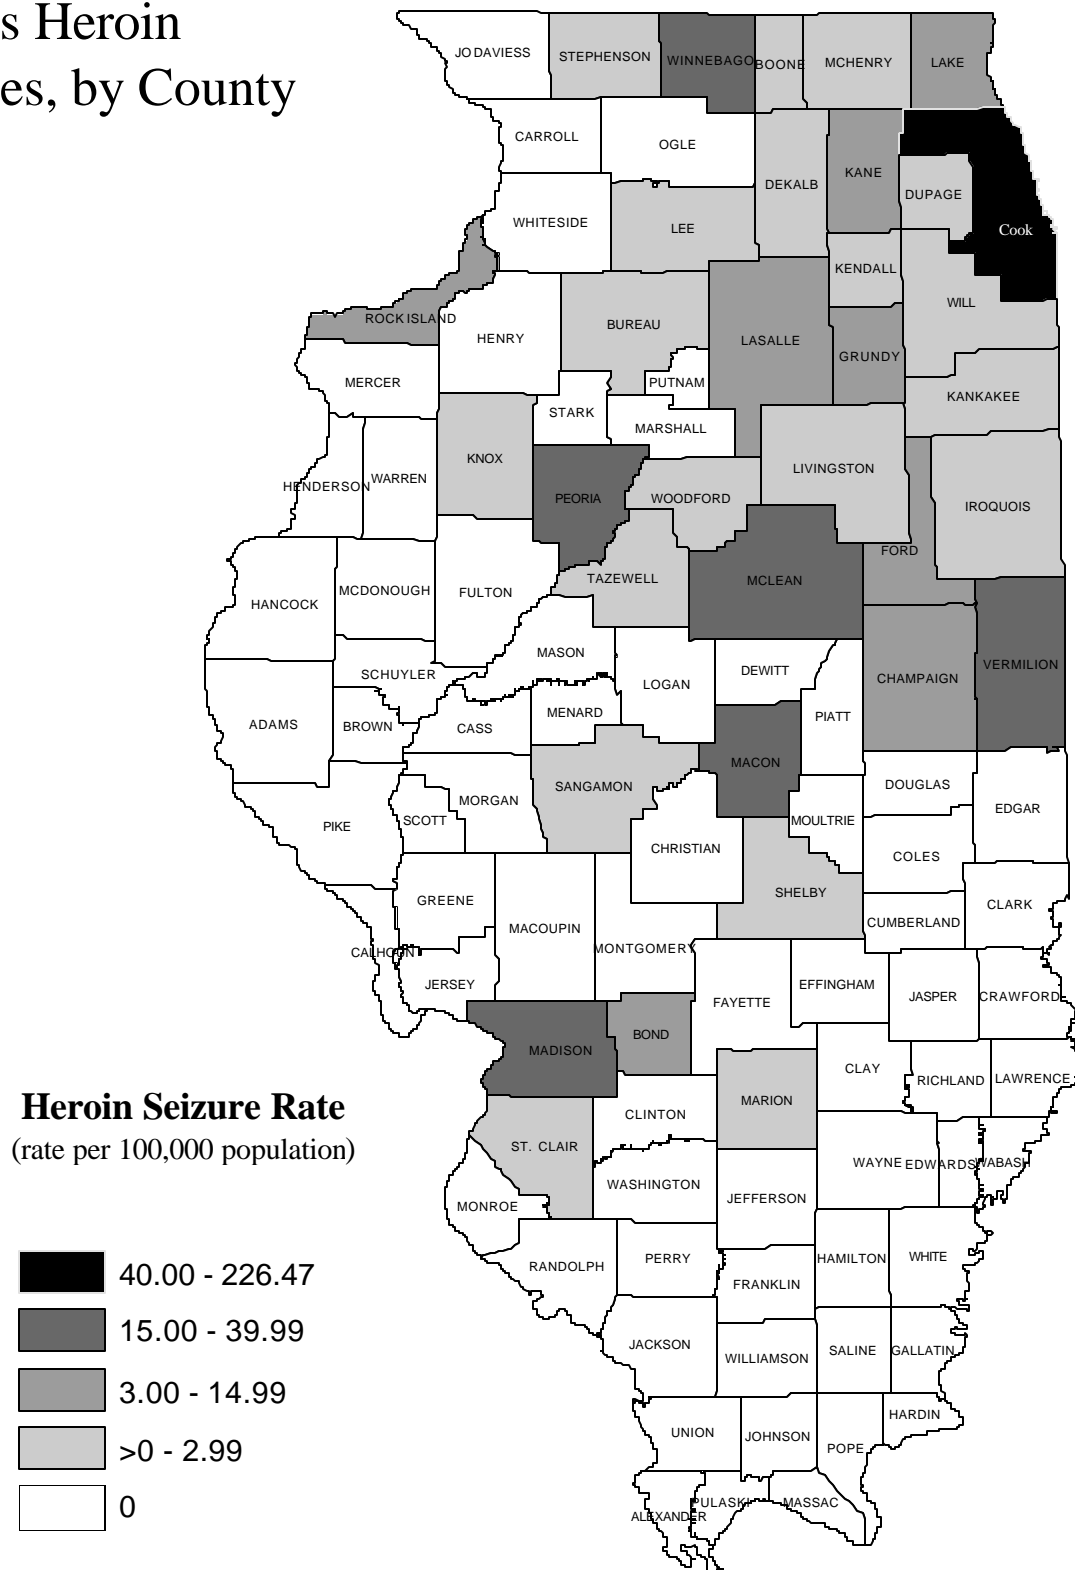 s Heroin
es, by County
JO DAVIESS
STEPHENSON
WINNEBAGO
BOONE
MCHENRY
LAKE
CARROLL
OGLE
DEKALB
KANE
DUPAGE
Cook
WHITESIDE
LEE
KENDALL
WILL
ROCK ISLAND
HENRY
BUREAU
LASALLE
GRUNDY
MERCER
PUTNAM
KANKAKEE
STARK
MARSHALL
KNOX
PEORIA
WOODFORD
LIVINGSTON
IROQUOIS
HENDERSON
WARREN
FORD
HANCOCK
MCDONOUGH
FULTON
TAZEWELL
MCLEAN
MASON
SCHUYLER
LOGAN
DEWITT
CHAMPAIGN
VERMILION
ADAMS
BROWN
CASS
MENARD
PIATT
MACON
SANGAMON
DOUGLAS
EDGAR
PIKE
SCOTT
MORGAN
MOULTRIE
CHRISTIAN
COLES
SHELBY
CLARK
GREENE
MACOUPIN
CUMBERLAND
CALHOUN
MONTGOMERY
JERSEY
FAYETTE
EFFINGHAM
JASPER
CRAWFORD
MADISON
BOND
CLAY
RICHLAND
LAWRENCE
Heroin Seizure Rate
(rate per 100,000 population)
CLINTON
MARION
ST. CLAIR
WAYNE
EDWARDS
WABASH
WASHINGTON
JEFFERSON
MONROE
RANDOLPH
PERRY
HAMILTON
WHITE
FRANKLIN
40.00 - 226.47
15.00 - 39.99
3.00 - 14.99
>0 - 2.99
0
JACKSON
WILLIAMSON
SALINE
GALLATIN
UNION
JOHNSON
POPE
HARDIN
ALEXANDER
PULASKI
MASSAC